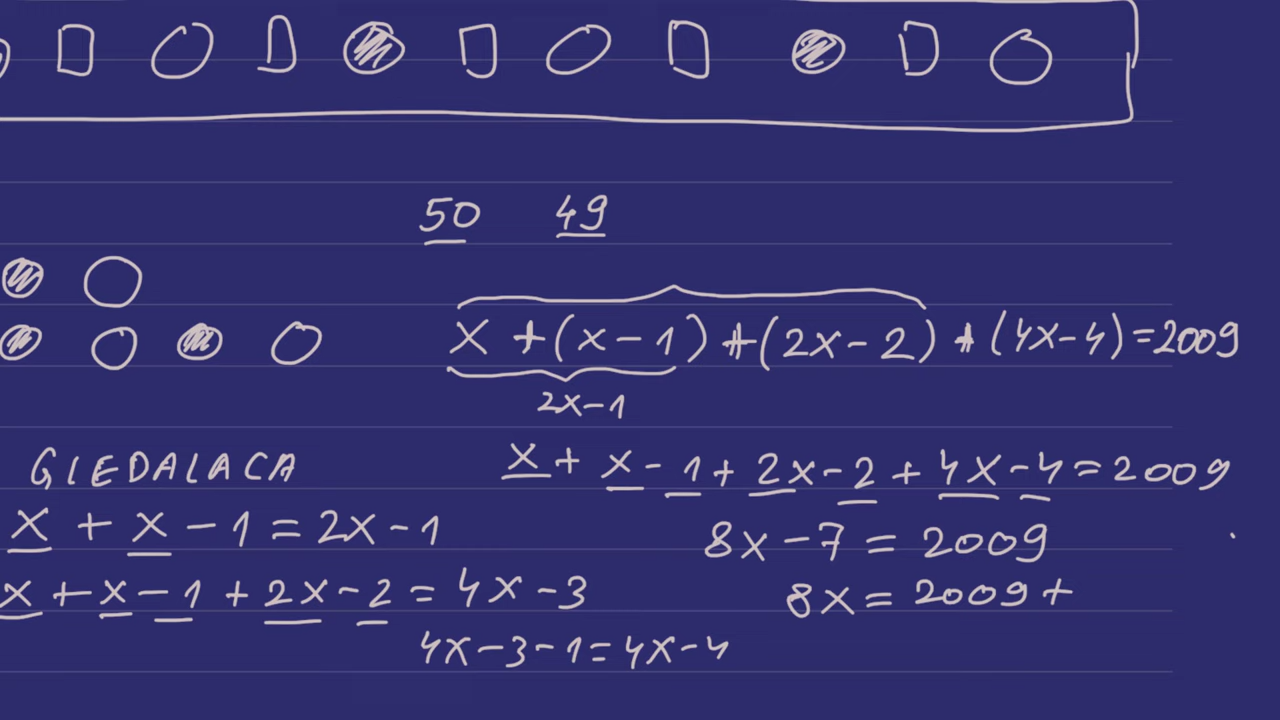 50 49
x + (x - 1) + (2x - 2) + (4x - 4) = 2009
2x - 1
GLEDALACA
x + x - 1 + 2x - 2 + 4x - 4 = 2009
x + x - 1 = 2x - 1
8x - 7 = 2009
x + x - 1 + 2x - 2 = 4x - 3
8x = 2009 +
4x - 3 - 1 = 4x - 4